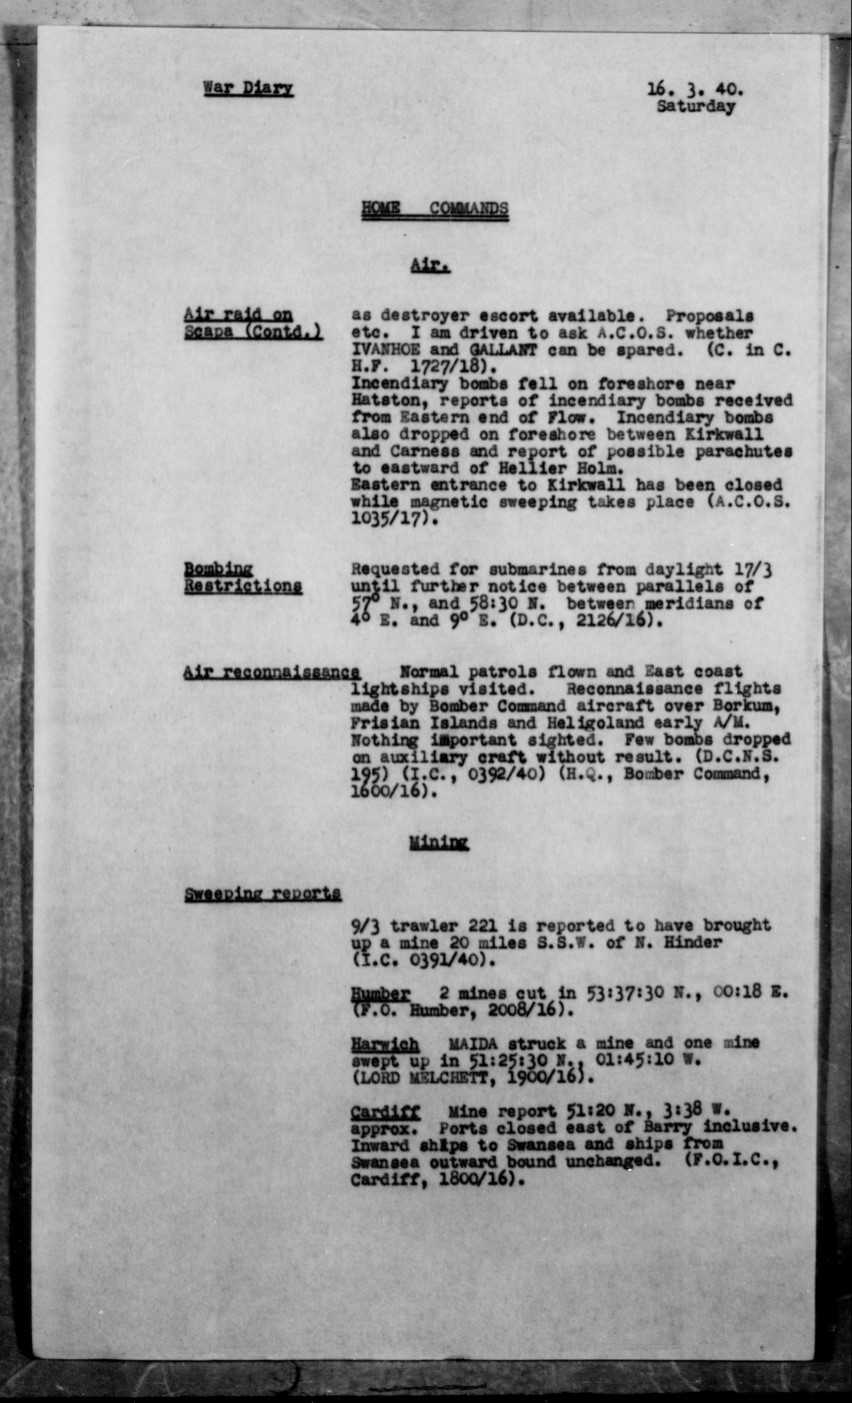 War Diary 16. 3. 40.
Saturday
HOME COMMANDS
Air.
Air raid on as destroyer escort available. Proposals
Scapa (Contd.) etc. I am driven to ask A.C.O.S. whether
IVANHOE and GALLANT can be spared. (C. in C.
H.F. 1727/18).
Incendiary bombs fell on foreshore near
Hatston, reports of incendiary bombs received
from Eastern end of Flow. Incendiary bombs
also dropped on foreshore between Kirkwall
and Carness and report of possible parachutes
to eastward of Hellier Holm.
Eastern entrance to Kirkwall has been closed
while magnetic sweeping takes place (A.C.O.S.
1035/17).
Bombing Requested for submarines from daylight 17/3
Restrictions until further notice between parallels of
57° N., and 58:30 N. between meridians of
4° E. and 9° E. (D.C., 2126/16).
Air reconnaissance Normal patrols flown and East coast
lightships visited. Reconnaissance flights
made by Bomber Command aircraft over Borkum,
Frisian Islands and Heligoland early A/M.
Nothing important sighted. Few bombs dropped
on auxiliary craft without result. (D.C.N.S.
195) (I.C., 0392/40) (H.Q., Bomber Command,
1600/16).
Mining
Sweeping reports
9/3 trawler 221 is reported to have brought
up a mine 20 miles S.S.W. of N. Hinder
(I.C. 0391/40).
Humber 2 mines cut in 53:37:30 N., 00:18 E.
(F.O. Humber, 2008/16).
Harwich MAIDA struck a mine and one mine
swept up in 51:25:30 N., 01:45:10 W.
(LORD MELCHETT, 1900/16).
Cardiff Mine report 51:20 N., 3:38 W.
approx. Ports closed east of Barry inclusive.
Inward ships to Swansea and ships from
Swansea outward bound unchanged. (F.O.I.C.,
Cardiff, 1800/16).